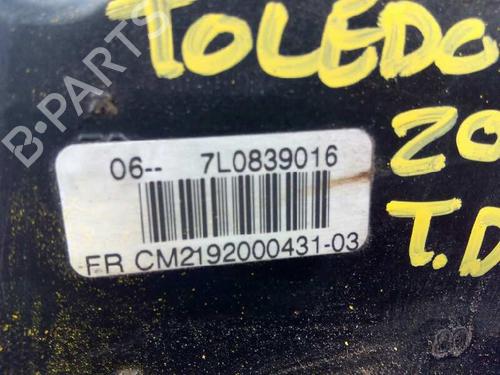 TOLEDO
B-PARTS
06-- 7L0839016
20
FR CM2192000431-03
T.D